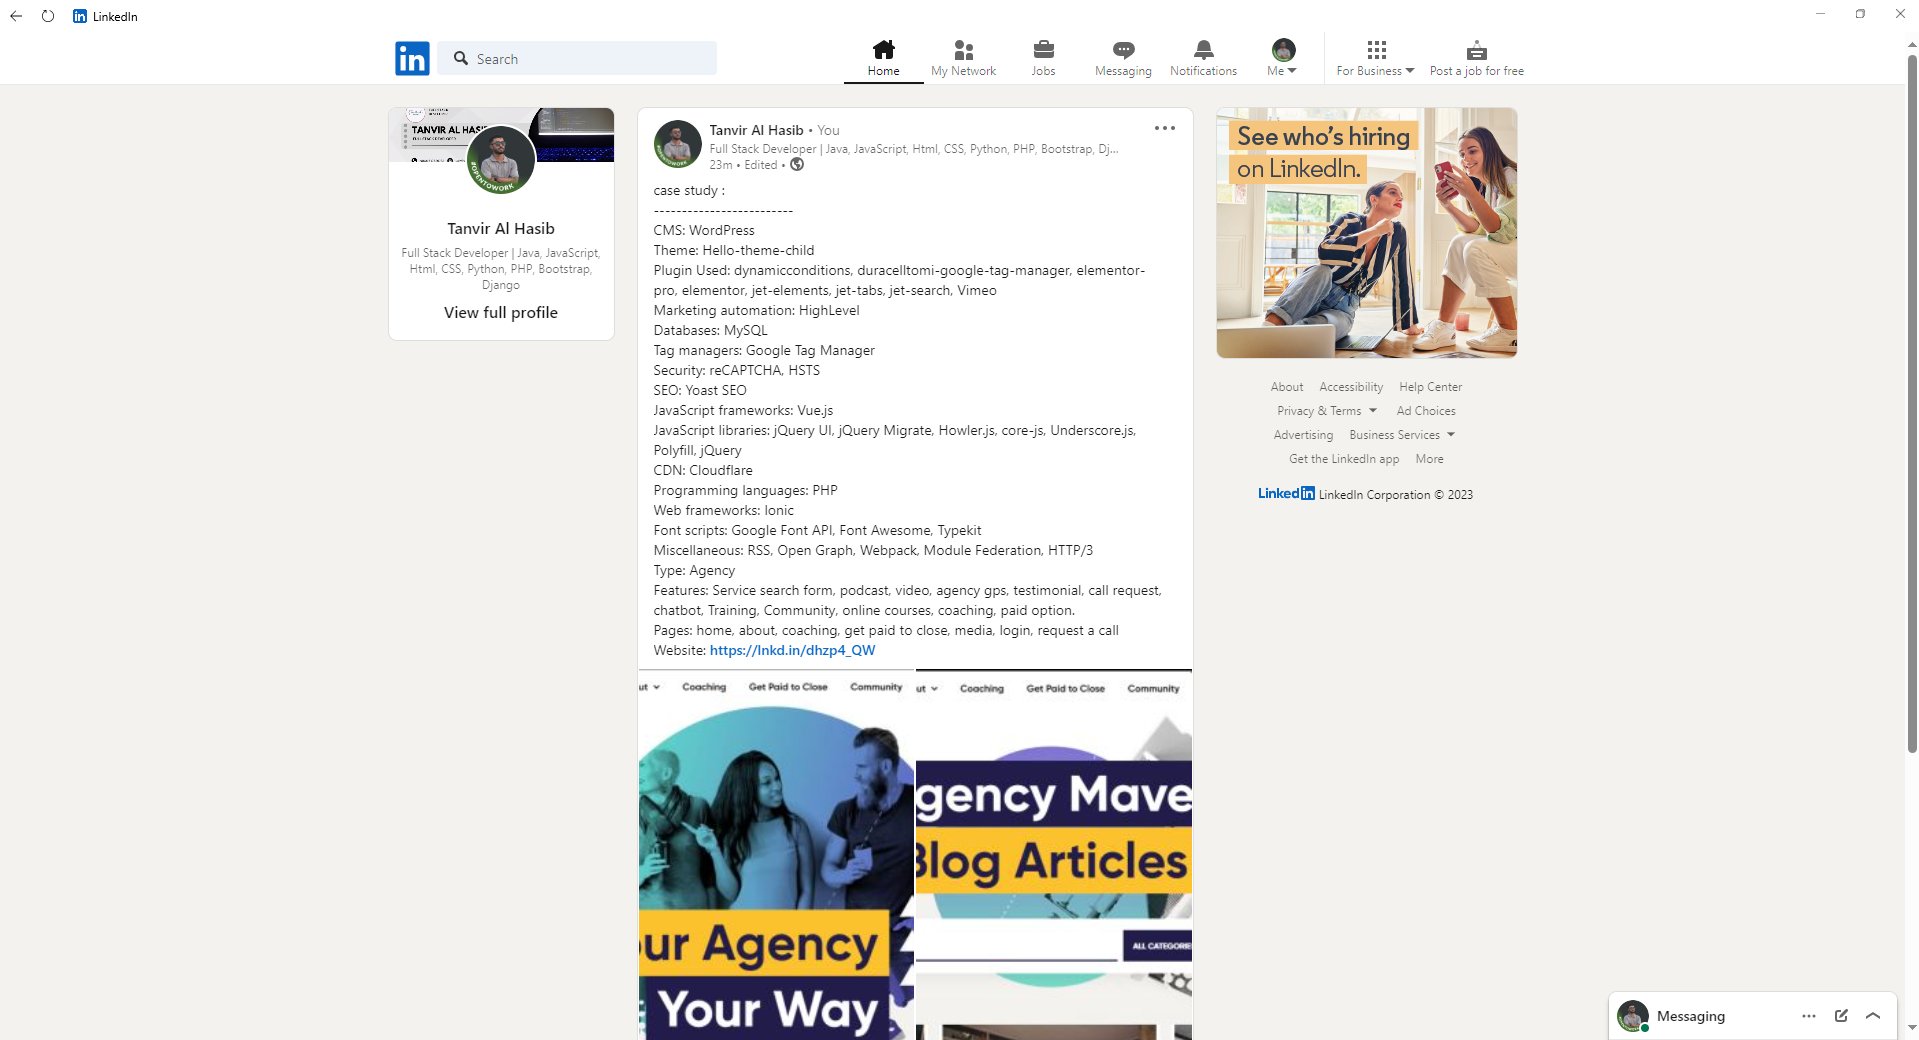 LinkedIn
in
Search
Home
My Network
Jobs
Messaging
Notifications
Me
For Business
Post a job for free
TANVIR AL HAS
#OPENTOWORK
Tanvir Al Hasib
Full Stack Developer | Java, JavaScript,
Html, CSS, Python, PHP, Bootstrap,
Django
View full profile
Tanvir Al Hasib • You
Full Stack Developer | Java, JavaScript, Html, CSS, Python, PHP, Bootstrap, Dj...
23m • Edited •
case study :
-------------------------
CMS: WordPress
Theme: Hello-theme-child
Plugin Used: dynamicconditions, duracelltomi-google-tag-manager, elementor-
pro, elementor, jet-elements, jet-tabs, jet-search, Vimeo
Marketing automation: HighLevel
Databases: MySQL
Tag managers: Google Tag Manager
Security: reCAPTCHA, HSTS
SEO: Yoast SEO
JavaScript frameworks: Vue.js
JavaScript libraries: jQuery UI, jQuery Migrate, Howler.js, core-js, Underscore.js,
Polyfill, jQuery
CDN: Cloudflare
Programming languages: PHP
Web frameworks: Ionic
Font scripts: Google Font API, Font Awesome, Typekit
Miscellaneous: RSS, Open Graph, Webpack, Module Federation, HTTP/3
Type: Agency
Features: Service search form, podcast, video, agency gps, testimonial, call request,
chatbot, Training, Community, online courses, coaching, paid option.
Pages: home, about, coaching, get paid to close, media, login, request a call
Website: https://lnkd.in/dhzp4_QW
ut Coaching Get Paid to Close Community
our Agency
Your Way
ut Coaching Get Paid to Close Community
gency Mave
Blog Articles
ALL CATEGORIE
See who's hiring
on LinkedIn.
About Accessibility Help Center
Privacy & Terms Ad Choices
Advertising Business Services
Get the LinkedIn app More
LinkedIn LinkedIn Corporation © 2023
Messaging